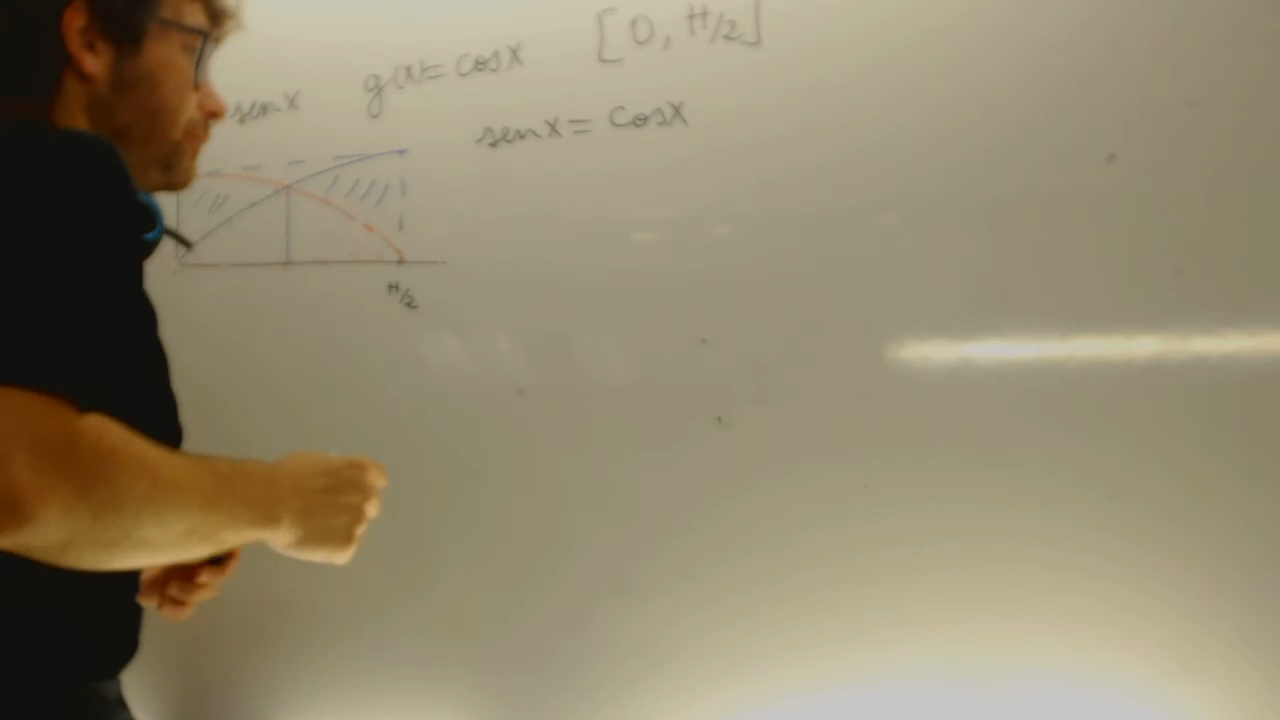 senx g(x)=cosx [0, π/2]
senx = cosx
π/2